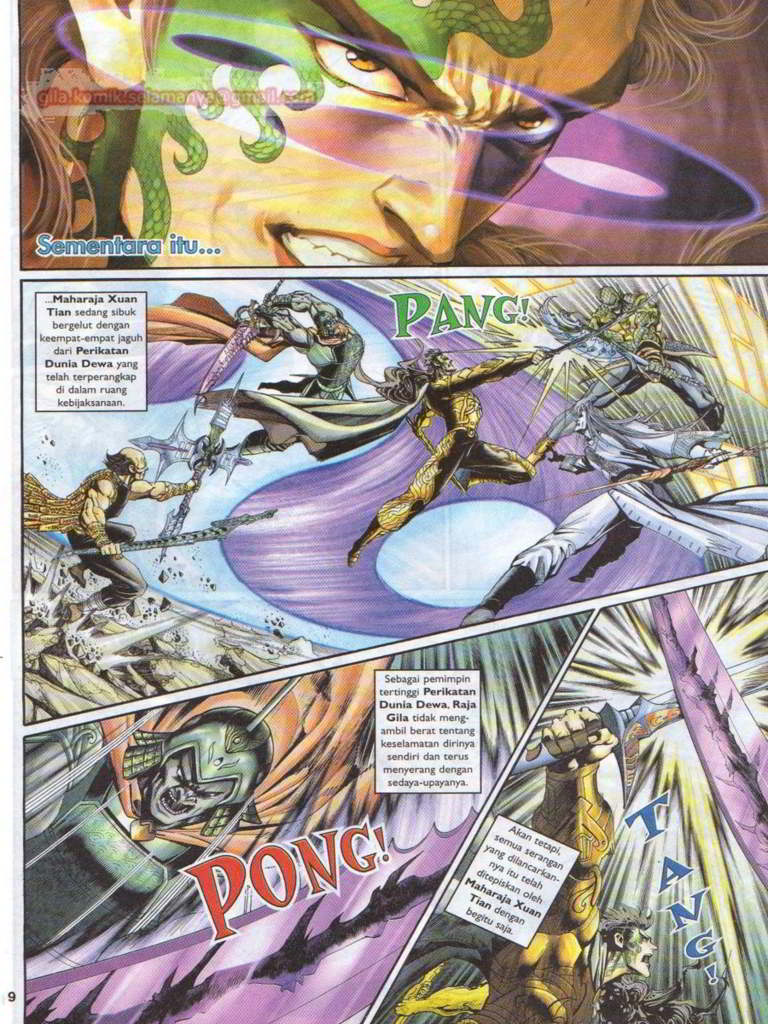 gila.komik.selamanya@gmail.com
Sementara itu...
...Maharaja Xuan
Tian sedang sibuk
bergelut dengan
keempat-empat jaguh
dari Perikatan
Dunia Dewa yang
telah terperangkap
di dalam ruang
kebijaksanaan.
PANG!
Sebagai pemimpin
tertinggi Perikatan
Dunia Dewa, Raja
Gila tidak meng-
ambil berat tentang
keselamatan dirinya
sendiri dan terus
menyerang dengan
sedaya-upayanya.
PONG!
Akan tetapi,
semua serangan
yang dilancarkan-
nya itu telah
ditepiskan oleh
Maharaja Xuan
Tian dengan
begitu saja.
TANG!
9